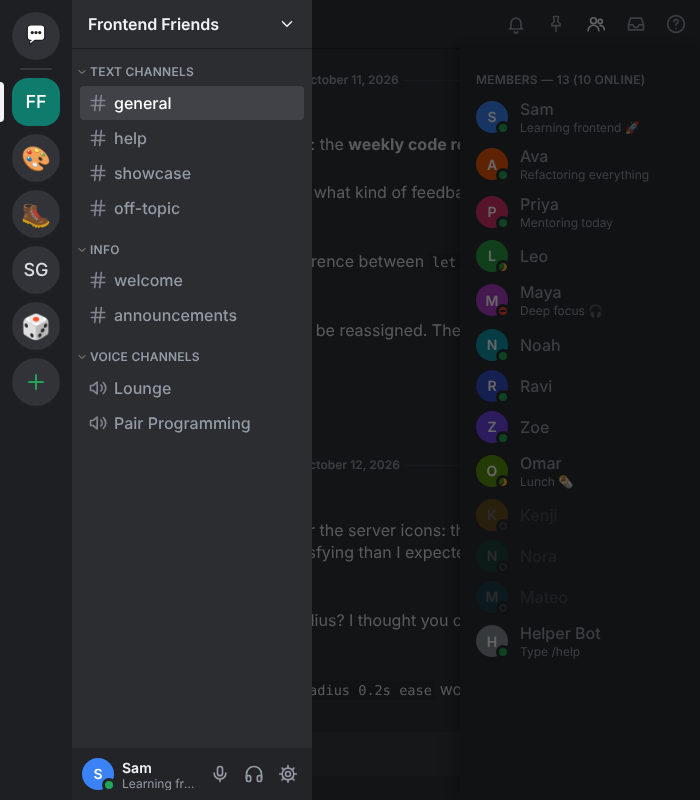 Frontend Friends
FF
SG
TEXT CHANNELS
# general
# help
# showcase
# off-topic
INFO
# welcome
# announcements
VOICE CHANNELS
Lounge
Pair Programming
S
Sam
Learning fr...
ctober 11, 2026
: the weekly code re
what kind of feedba
rence between let
be reassigned. The
ctober 12, 2026
r the server icons: th
sfying than I expecte
lius? I thought you c
adius 0.2s ease wo
MEMBERS — 13 (10 ONLINE)
S
Sam
Learning frontend 🚀
A
Ava
Refactoring everything
P
Priya
Mentoring today
L
Leo
M
Maya
Deep focus 🎧
N
Noah
R
Ravi
Z
Zoe
O
Omar
Lunch 🌯
K
Kenji
N
Nora
M
Mateo
H
Helper Bot
Type /help